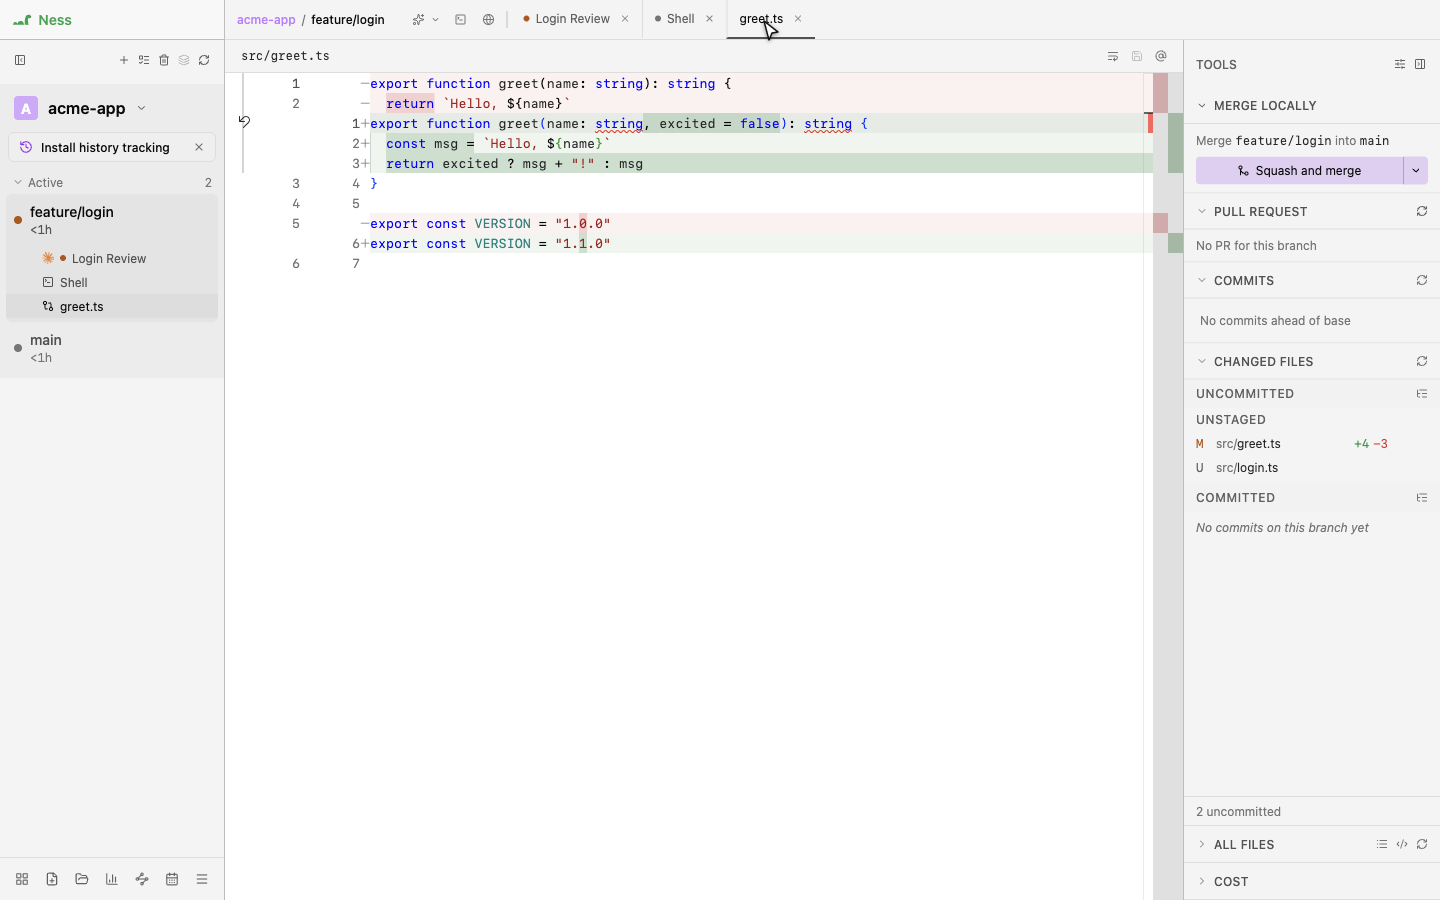 Ness
acme-app / feature/login
Login Review
Shell
greet.ts
A acme-app
Install history tracking
Active 2
feature/login
<1h
Login Review
Shell
greet.ts
main
<1h
src/greet.ts
1 −export function greet(name: string): string {
2 −  return `Hello, ${name}`
1+export function greet(name: string, excited = false): string {
2+  const msg = `Hello, ${name}`
3+  return excited ? msg + "!" : msg
3 4 }
4 5
5 −export const VERSION = "1.0.0"
6+export const VERSION = "1.1.0"
6 7
TOOLS
MERGE LOCALLY
Merge feature/login into main
Squash and merge
PULL REQUEST
No PR for this branch
COMMITS
No commits ahead of base
CHANGED FILES
UNCOMMITTED
UNSTAGED
M src/greet.ts +4 −3
U src/login.ts
COMMITTED
No commits on this branch yet
2 uncommitted
ALL FILES
COST